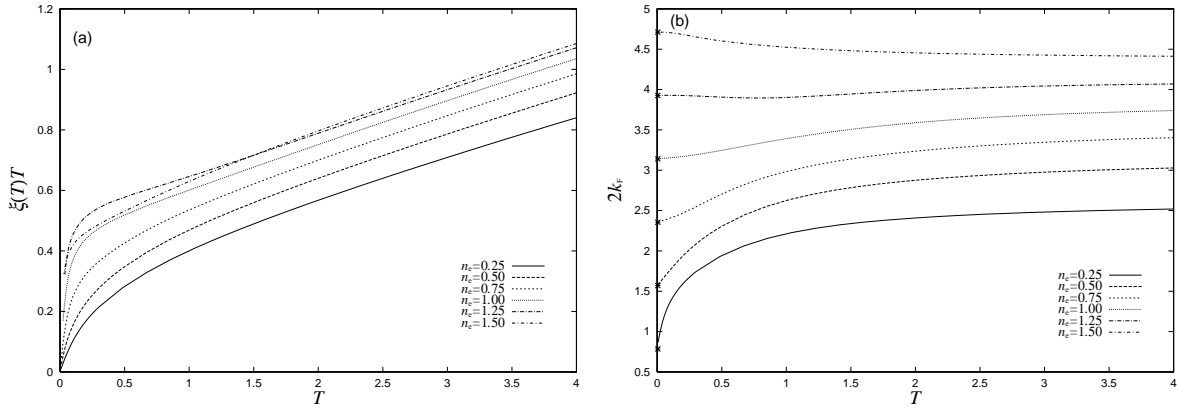 (a)
ξ(T)T
1.2
1
0.8
0.6
0.4
0.2
0
nₑ=0.25
nₑ=0.50
nₑ=0.75
nₑ=1.00
nₑ=1.25
nₑ=1.50
0 0.5 1 1.5 2 2.5 3 3.5 4
T
(b)
2k_F
5
4.5
4
3.5
3
2.5
2
1.5
1
0.5
0
nₑ=0.25
nₑ=0.50
nₑ=0.75
nₑ=1.00
nₑ=1.25
nₑ=1.50
0 0.5 1 1.5 2 2.5 3 3.5 4
T